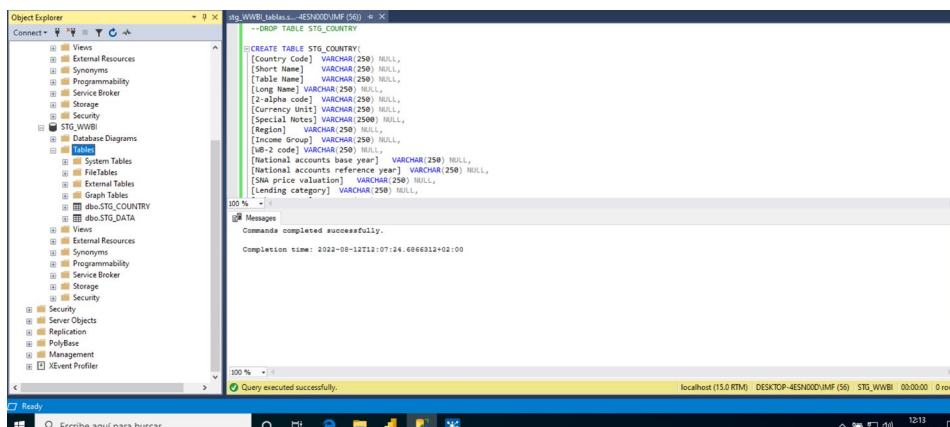 Object Explorer
Connect
Views
External Resources
Synonyms
Programmability
Service Broker
Storage
Security
STG_WWBI
Database Diagrams
Tables
System Tables
FileTables
External Tables
Graph Tables
dbo.STG_COUNTRY
dbo.STG_DATA
Views
External Resources
Synonyms
Programmability
Service Broker
Storage
Security
Security
Server Objects
Replication
PolyBase
Management
XEvent Profiler
stg_WWBI_tablas.s...-4ESN00D\IMF (56))
--DROP TABLE STG_COUNTRY
CREATE TABLE STG_COUNTRY(
[Country Code] VARCHAR(250) NULL,
[Short Name] VARCHAR(250) NULL,
[Table Name] VARCHAR(250) NULL,
[Long Name] VARCHAR(250) NULL,
[2-alpha code] VARCHAR(250) NULL,
[Currency Unit] VARCHAR(250) NULL,
[Special Notes] VARCHAR(2500) NULL,
[Region] VARCHAR(250) NULL,
[Income Group] VARCHAR(250) NULL,
[WB-2 code] VARCHAR(250) NULL,
[National accounts base year] VARCHAR(250) NULL,
[National accounts reference year] VARCHAR(250) NULL,
[SNA price valuation] VARCHAR(250) NULL,
[Lending category] VARCHAR(250) NULL,
100 %
Messages
Commands completed successfully.
Completion time: 2022-08-12T12:07:24.6866312+02:00
100 %
Query executed successfully.
localhost (15.0 RTM) DESKTOP-4ESN00D\IMF (56) STG_WWBI 00:00:00 0 ro
Ready
Escribe aquí para buscar
12:13